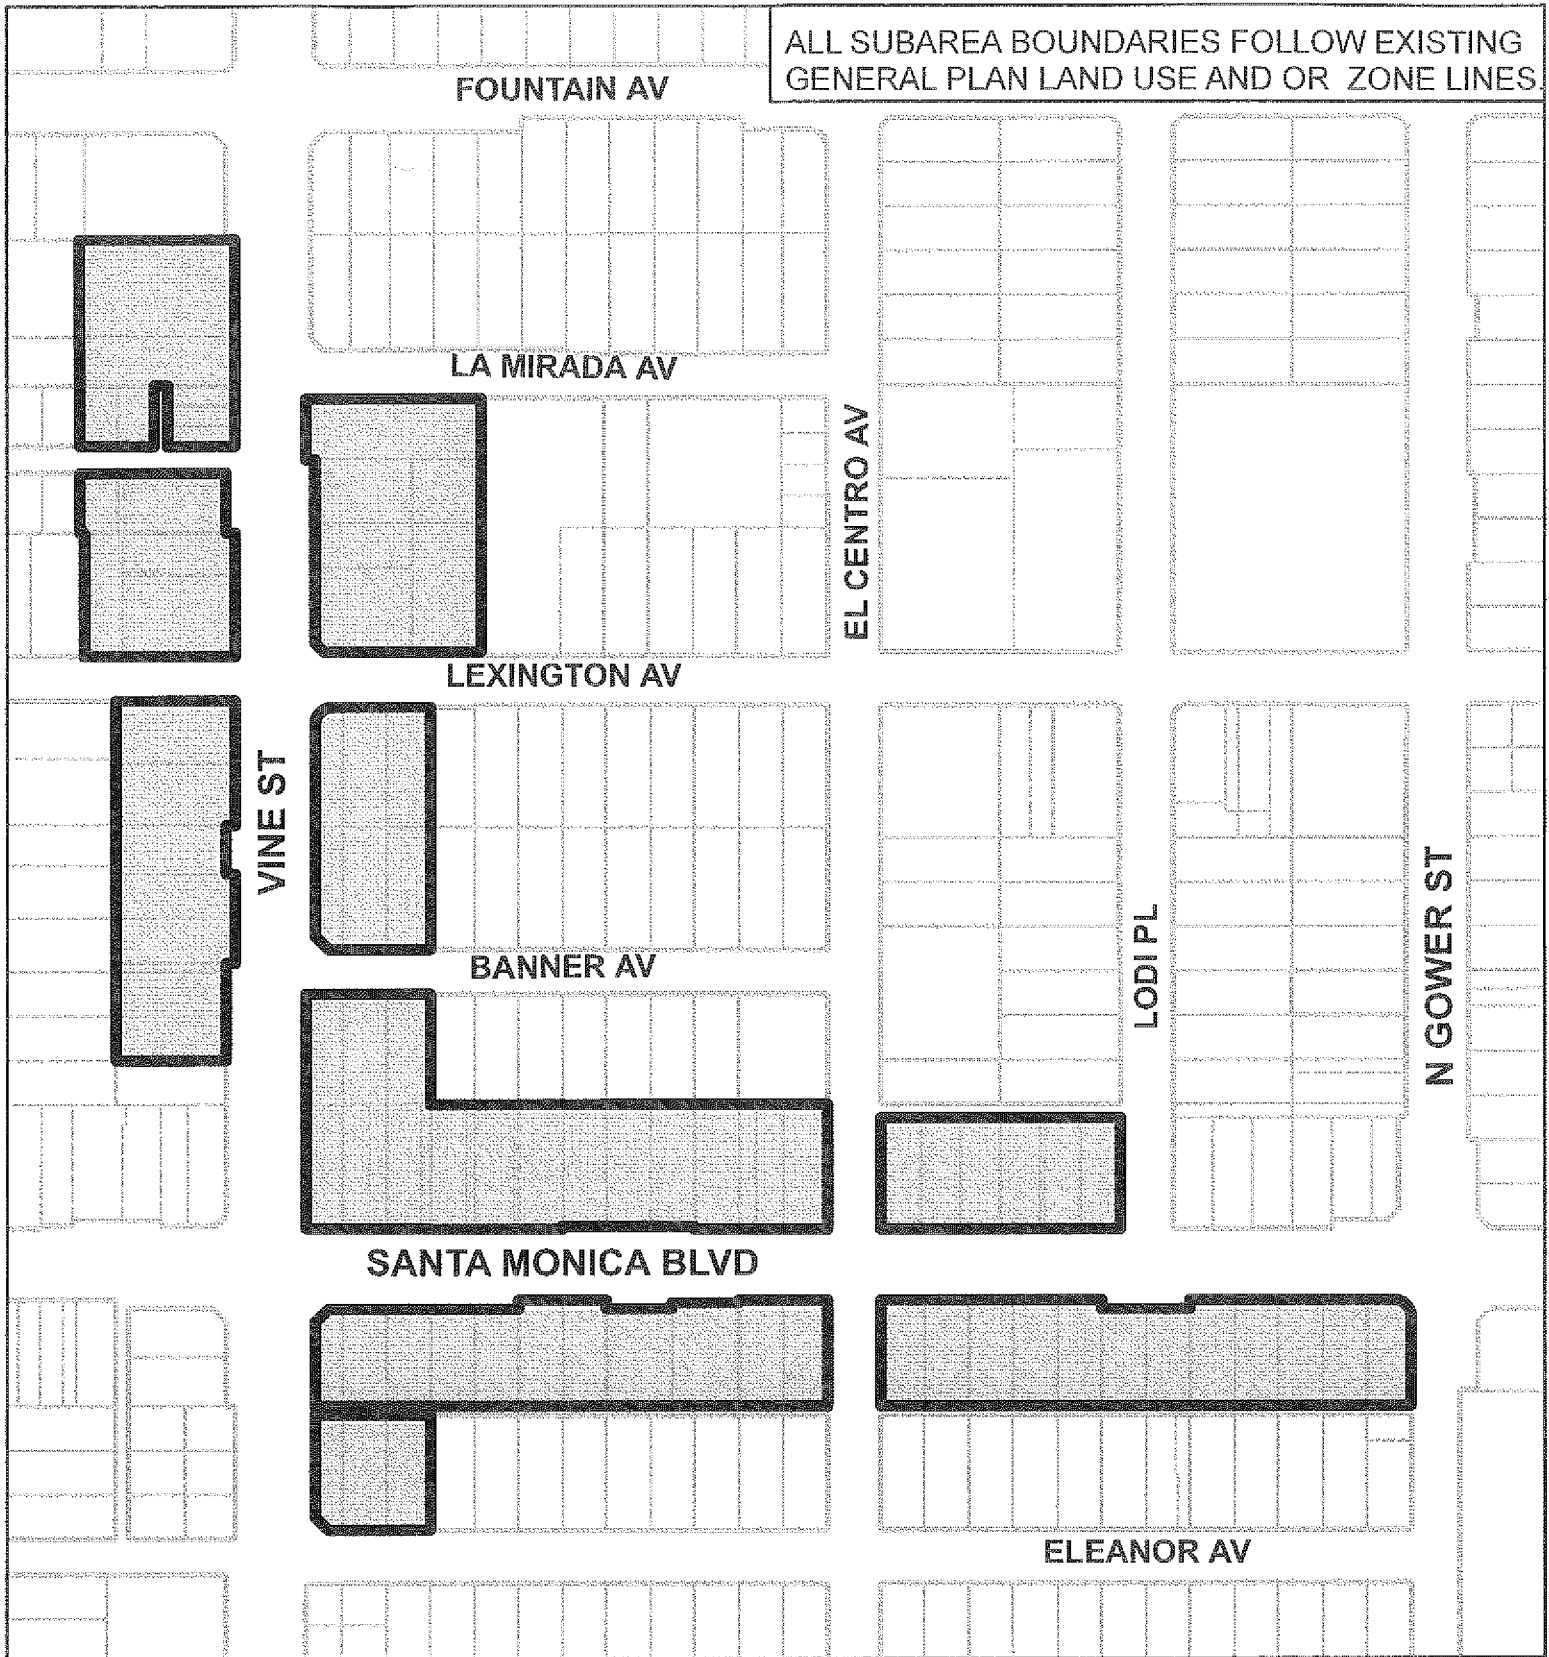 ALL SUBAREA BOUNDARIES FOLLOW EXISTING
GENERAL PLAN LAND USE AND OR ZONE LINES.
FOUNTAIN AV
LA MIRADA AV
EL CENTRO AV
LEXINGTON AV
VINE ST
BANNER AV
LODI PL
N GOWER ST
SANTA MONICA BLVD
ELEANOR AV